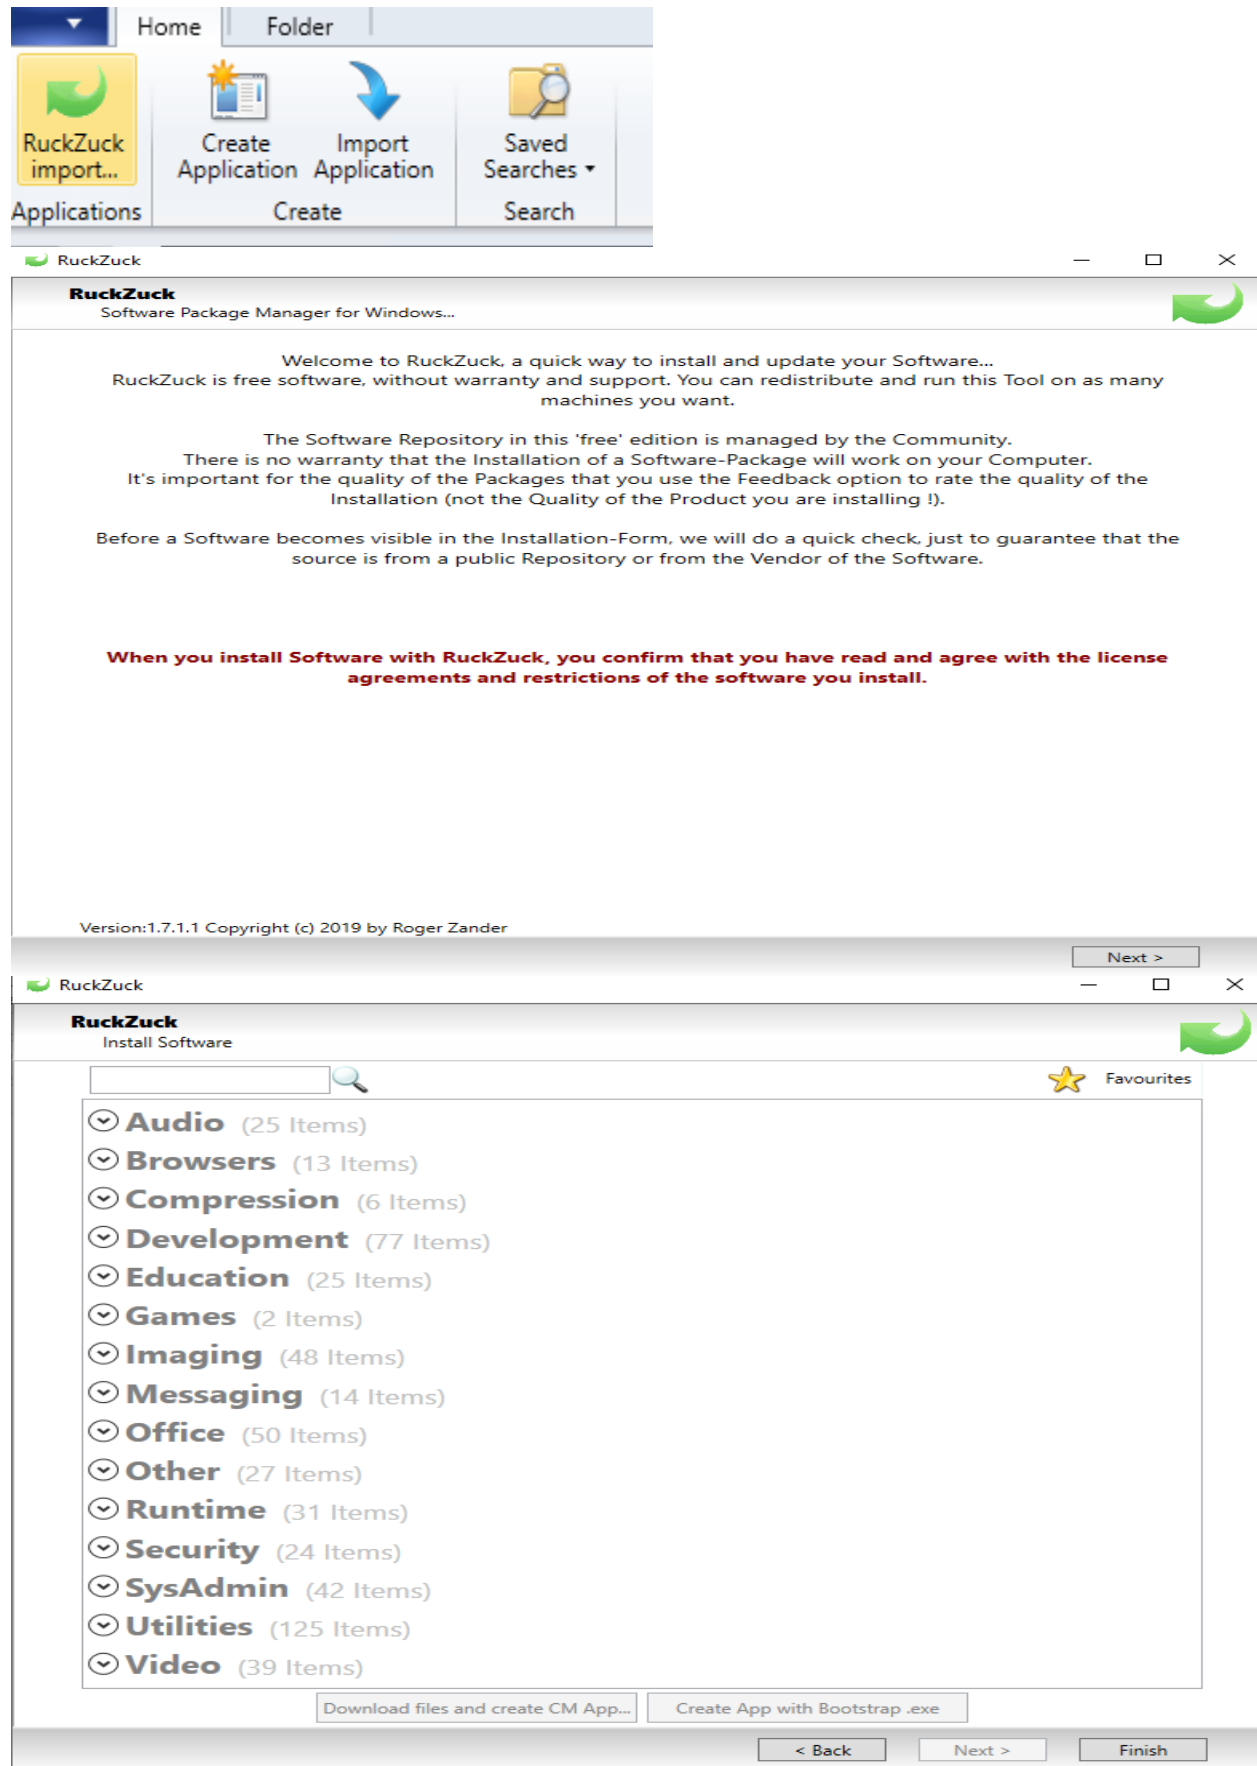 Home Folder
RuckZuck Create Import Saved
import... Application Application Searches
Applications Create Search
RuckZuck
RuckZuck
Software Package Manager for Windows...
Welcome to RuckZuck, a quick way to install and update your Software...
RuckZuck is free software, without warranty and support. You can redistribute and run this Tool on as many
machines you want.
The Software Repository in this 'free' edition is managed by the Community.
There is no warranty that the Installation of a Software-Package will work on your Computer.
It's important for the quality of the Packages that you use the Feedback option to rate the quality of the
Installation (not the Quality of the Product you are installing !).
Before a Software becomes visible in the Installation-Form, we will do a quick check, just to guarantee that the
source is from a public Repository or from the Vendor of the Software.
When you install Software with RuckZuck, you confirm that you have read and agree with the license
agreements and restrictions of the software you install.
Version:1.7.1.1 Copyright (c) 2019 by Roger Zander
Next >
RuckZuck
RuckZuck
Install Software
Favourites
Audio (25 Items)
Browsers (13 Items)
Compression (6 Items)
Development (77 Items)
Education (25 Items)
Games (2 Items)
Imaging (48 Items)
Messaging (14 Items)
Office (50 Items)
Other (27 Items)
Runtime (31 Items)
Security (24 Items)
SysAdmin (42 Items)
Utilities (125 Items)
Video (39 Items)
Download files and create CM App... Create App with Bootstrap .exe
< Back Next > Finish